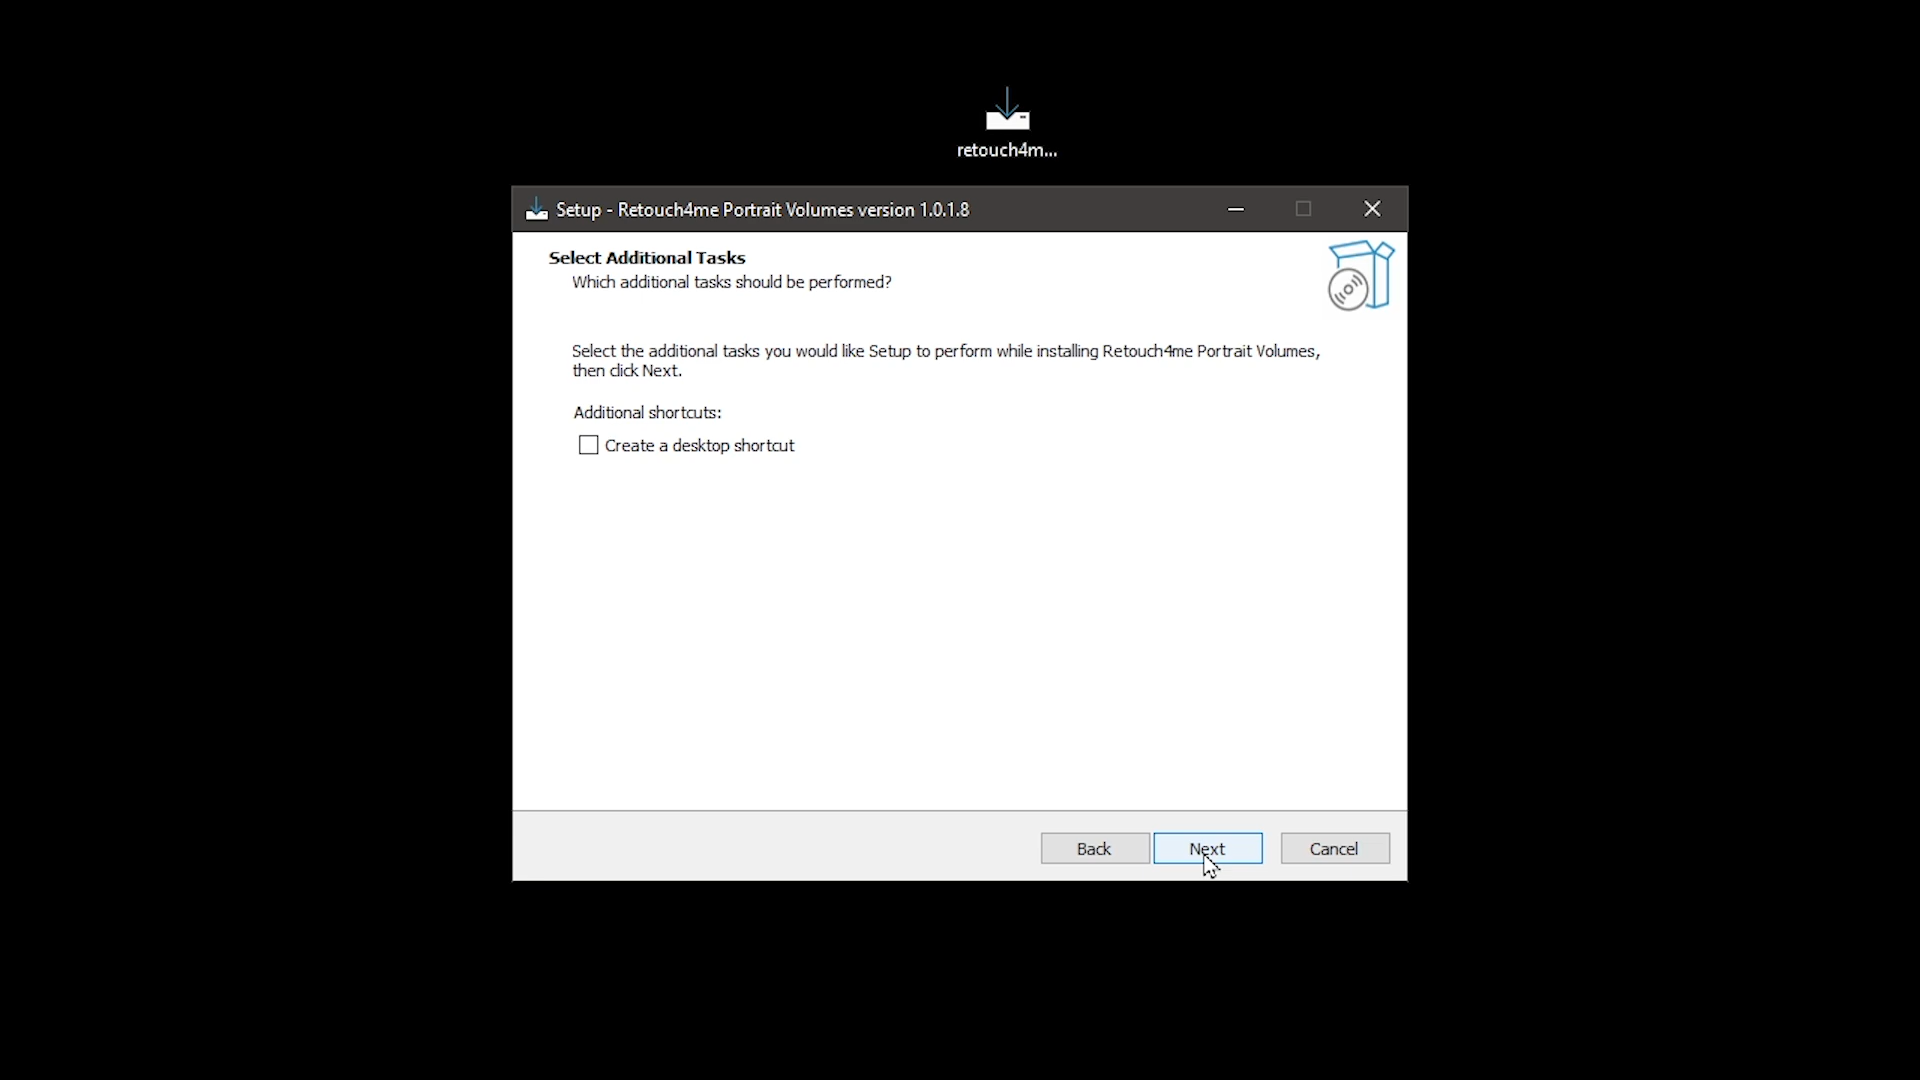 retouch4m...
Setup - Retouch4me Portrait Volumes version 1.0.1.8
Select Additional Tasks
Which additional tasks should be performed?
Select the additional tasks you would like Setup to perform while installing Retouch4me Portrait Volumes,
then click Next.
Additional shortcuts:
Create a desktop shortcut
Back Next Cancel